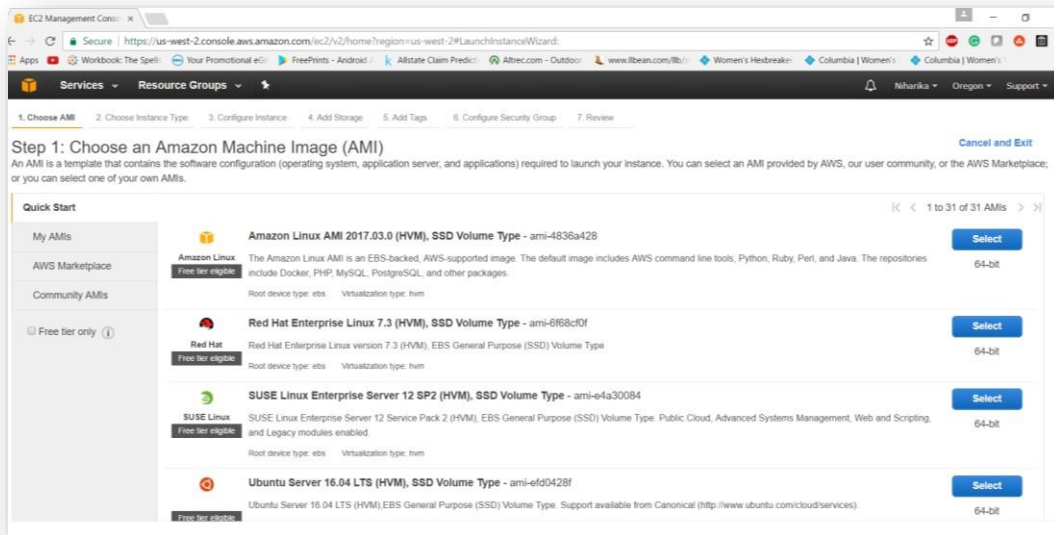 EC2 Management Cons
Secure | https://us-west-2.console.aws.amazon.com/ec2/v2/home?region=us-west-2#LaunchInstanceWizard:
Apps Workbook: The Spell Your Promotional eGi FreePrints - Android A Allstate Claim Predict Altrec.com - Outdoor www.llbean.com/llb/s Women's Hexbreaker Columbia | Women's Columbia | Women's
Services Resource Groups Niharika Oregon Support
1. Choose AMI 2. Choose Instance Type 3. Configure Instance 4. Add Storage 5. Add Tags 6. Configure Security Group 7. Review
Step 1: Choose an Amazon Machine Image (AMI) Cancel and Exit
An AMI is a template that contains the software configuration (operating system, application server, and applications) required to launch your instance. You can select an AMI provided by AWS, our user community, or the AWS Marketplace;
or you can select one of your own AMIs.
Quick Start 1 to 31 of 31 AMIs
My AMIs
AWS Marketplace
Community AMIs
Free tier only
Amazon Linux AMI 2017.03.0 (HVM), SSD Volume Type - ami-4836a428
Amazon Linux
Free tier eligible
The Amazon Linux AMI is an EBS-backed, AWS-supported image. The default image includes AWS command line tools, Python, Ruby, Perl, and Java. The repositories
include Docker, PHP, MySQL, PostgreSQL, and other packages.
Root device type: ebs Virtualization type: hvm
Select
64-bit
Red Hat Enterprise Linux 7.3 (HVM), SSD Volume Type - ami-6f68cf0f
Red Hat
Free tier eligible
Red Hat Enterprise Linux version 7.3 (HVM), EBS General Purpose (SSD) Volume Type
Root device type: ebs Virtualization type: hvm
Select
64-bit
SUSE Linux Enterprise Server 12 SP2 (HVM), SSD Volume Type - ami-e4a30084
SUSE Linux
Free tier eligible
SUSE Linux Enterprise Server 12 Service Pack 2 (HVM), EBS General Purpose (SSD) Volume Type. Public Cloud, Advanced Systems Management, Web and Scripting,
and Legacy modules enabled.
Root device type: ebs Virtualization type: hvm
Select
64-bit
Ubuntu Server 16.04 LTS (HVM), SSD Volume Type - ami-efd0428f
Free tier eligible
Ubuntu Server 16.04 LTS (HVM),EBS General Purpose (SSD) Volume Type. Support available from Canonical (http://www.ubuntu.com/cloud/services).
Select
64-bit